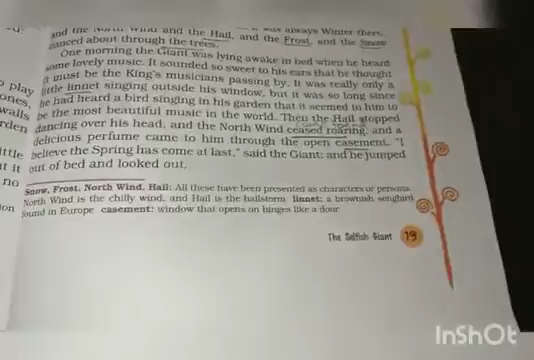 and the North Wind and the Hail, and the Frost, and the Snow
danced about through the trees.
One morning the Giant was lying awake in bed when he heard
some lovely music. It sounded so sweet to his ears that he thought
it must be the King's musicians passing by. It was really only a
little linnet singing outside his window, but it was so long since
he had heard a bird singing in his garden that it seemed to him to
be the most beautiful music in the world. Then the Hail stopped
dancing over his head, and the North Wind ceased roaring, and a
delicious perfume came to him through the open casement. "I
believe the Spring has come at last," said the Giant; and he jumped
out of bed and looked out.
Snow, Frost, North Wind, Hail: All these have been presented as characters or persons.
North Wind is the chilly wind, and Hail is the hailstorm linnet: a brownish songbird
found in Europe casement: window that opens on hinges like a door
The Selfish Giant 19
play
ones,
walls
no
InShOt